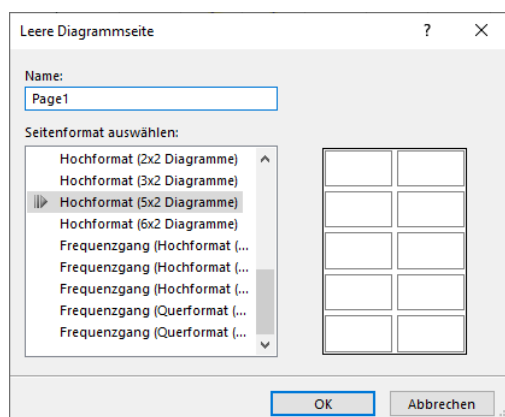 Leere Diagrammseite
?
Name:
Page1
Seitenformat auswählen:
Hochformat (2x2 Diagramme)
Hochformat (3x2 Diagramme)
Hochformat (5x2 Diagramme)
Hochformat (6x2 Diagramme)
Frequenzgang (Hochformat (...
Frequenzgang (Hochformat (...
Frequenzgang (Hochformat (...
Frequenzgang (Querformat (...
Frequenzgang (Querformat (...
OK
Abbrechen